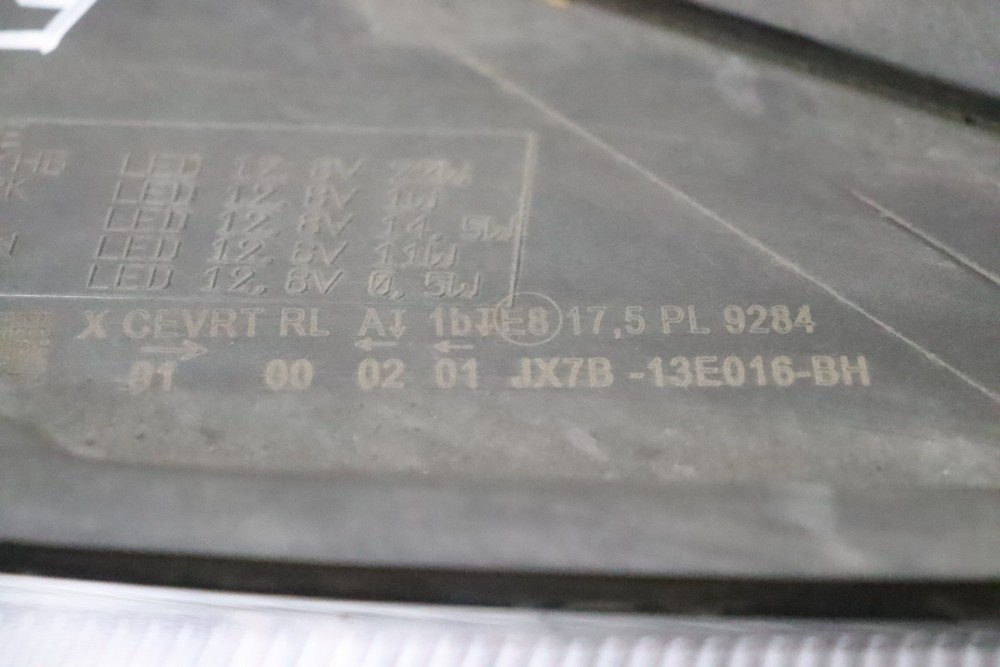 LED 12,8V
LED 12,8V 1W
LED 12,8V 14,5W
LED 12,8V 11W
LED 12,8V 0,5W
X CEVRT RL A↓ 1b↓ E8 17,5 PL 9284
→ ← ←
01 00 02 01 JX7B -13E016-BH